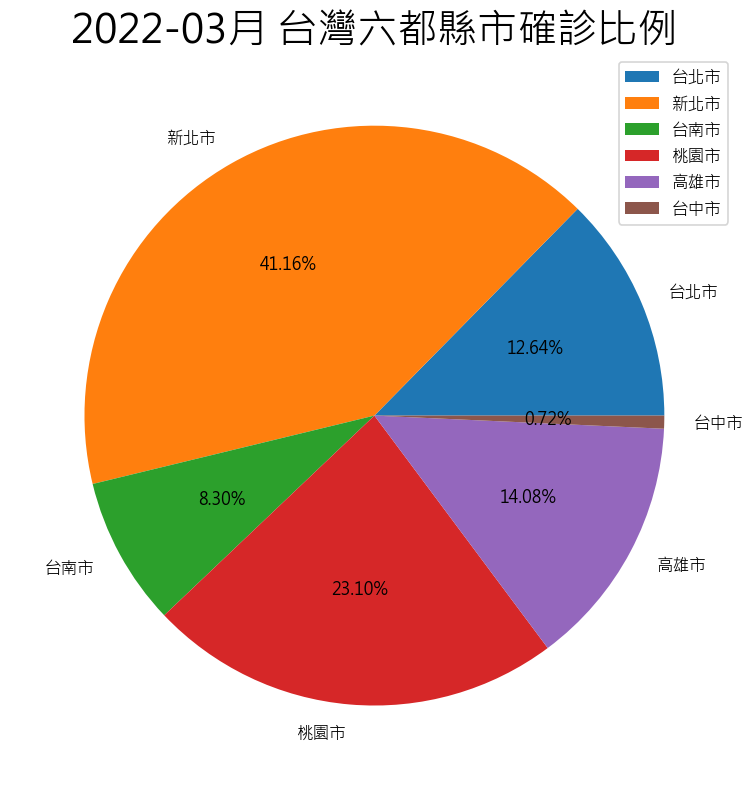 2022-03月 台灣六都縣市確診比例
台北市
新北市
台南市
桃園市
高雄市
台中市
新北市
41.16%
台北市
12.64%
0.72%
台中市
14.08%
8.30%
高雄市
台南市
23.10%
桃園市